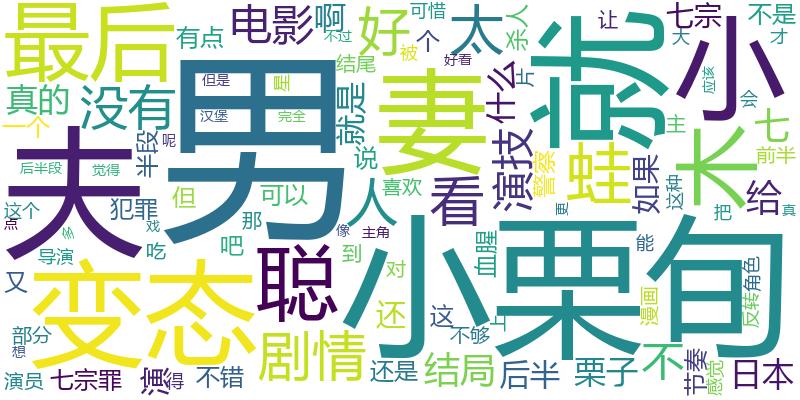 最后
有点
电影
啊
好
可惜
不过
被
个
太
杀人
让
七宗
不是
大
才
真的
没有
但是
星
结尾
好看
什么
片
就
小
应该
会
一个
汉堡
完全
就是
妻
演技
警察
蛙
如果
主
木
七
前半
后半段
觉得
半段
呢
男
说
喜欢
这种
给
夫
这个
点
多
犯罪
戏
但
可以
那
人
看
更
把
真
导演
吃
吧
聪
到
像
主角
血腥
小栗旬
能
又
变态
对
漫画
反转
角色
部分
想
剧情
还
这
不够
上
演员
七宗罪
演
得
不错
还是
结局
后半
栗子
不
节奏
感觉
日本